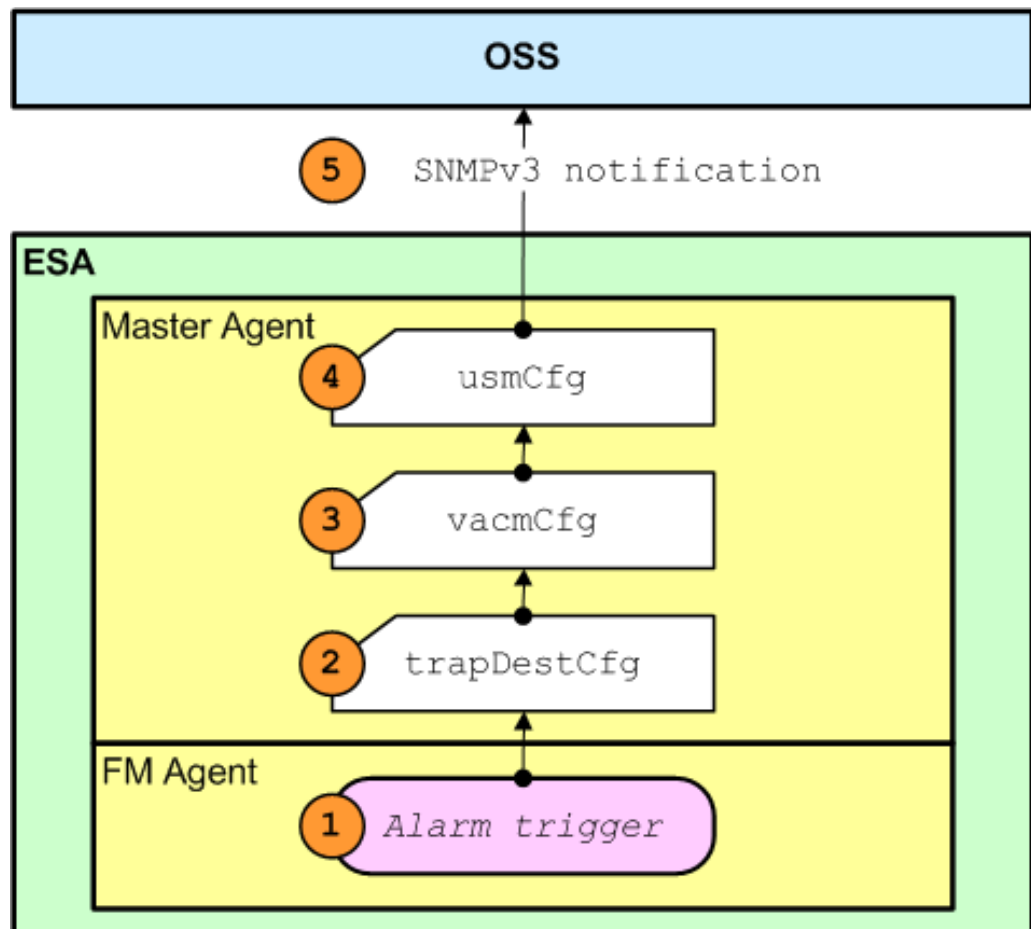 OSS
5 SNMPv3 notification
ESA
Master Agent
4 usmCfg
3 vacmCfg
2 trapDestCfg
FM Agent
1 Alarm trigger